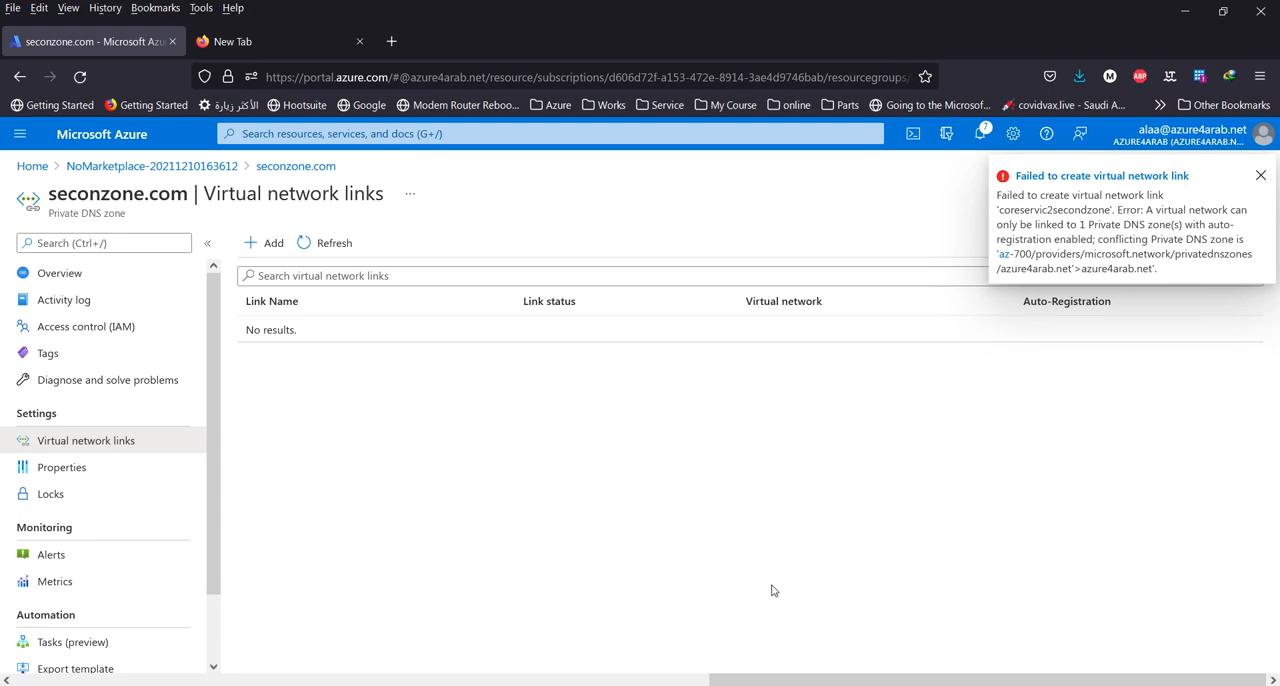 File Edit View History Bookmarks Tools Help
seconzone.com - Microsoft Azu
New Tab
https://portal.azure.com/#@azure4arab.net/resource/subscriptions/d606d72f-a153-472e-8914-3ae4d9746bab/resourcegroups/
Getting Started Getting Started الأكثر زيارة Hootsuite Google Modem Router Reboo... Azure Works Service My Course online Parts Going to the Microsof... covidvax.live - Saudi A... Other Bookmarks
Microsoft Azure
Search resources, services, and docs (G+/)
7
alaa@azure4arab.net
AZURE4ARAB (AZURE4ARAB.N...
Home > NoMarketplace-20211210163612 > seconzone.com
seconzone.com | Virtual network links ...
Private DNS zone
Failed to create virtual network link
Failed to create virtual network link
'coreservic2secondzone'. Error: A virtual network can
only be linked to 1 Private DNS zone(s) with auto-
registration enabled; conflicting Private DNS zone is
'az-700/providers/microsoft.network/privatednszones
/azure4arab.net'>azure4arab.net'.
Search (Ctrl+/)
Overview
Activity log
Access control (IAM)
Tags
Diagnose and solve problems
Settings
Virtual network links
Properties
Locks
Monitoring
Alerts
Metrics
Automation
Tasks (preview)
Export template
Add Refresh
Search virtual network links
Link Name Link status Virtual network Auto-Registration
No results.